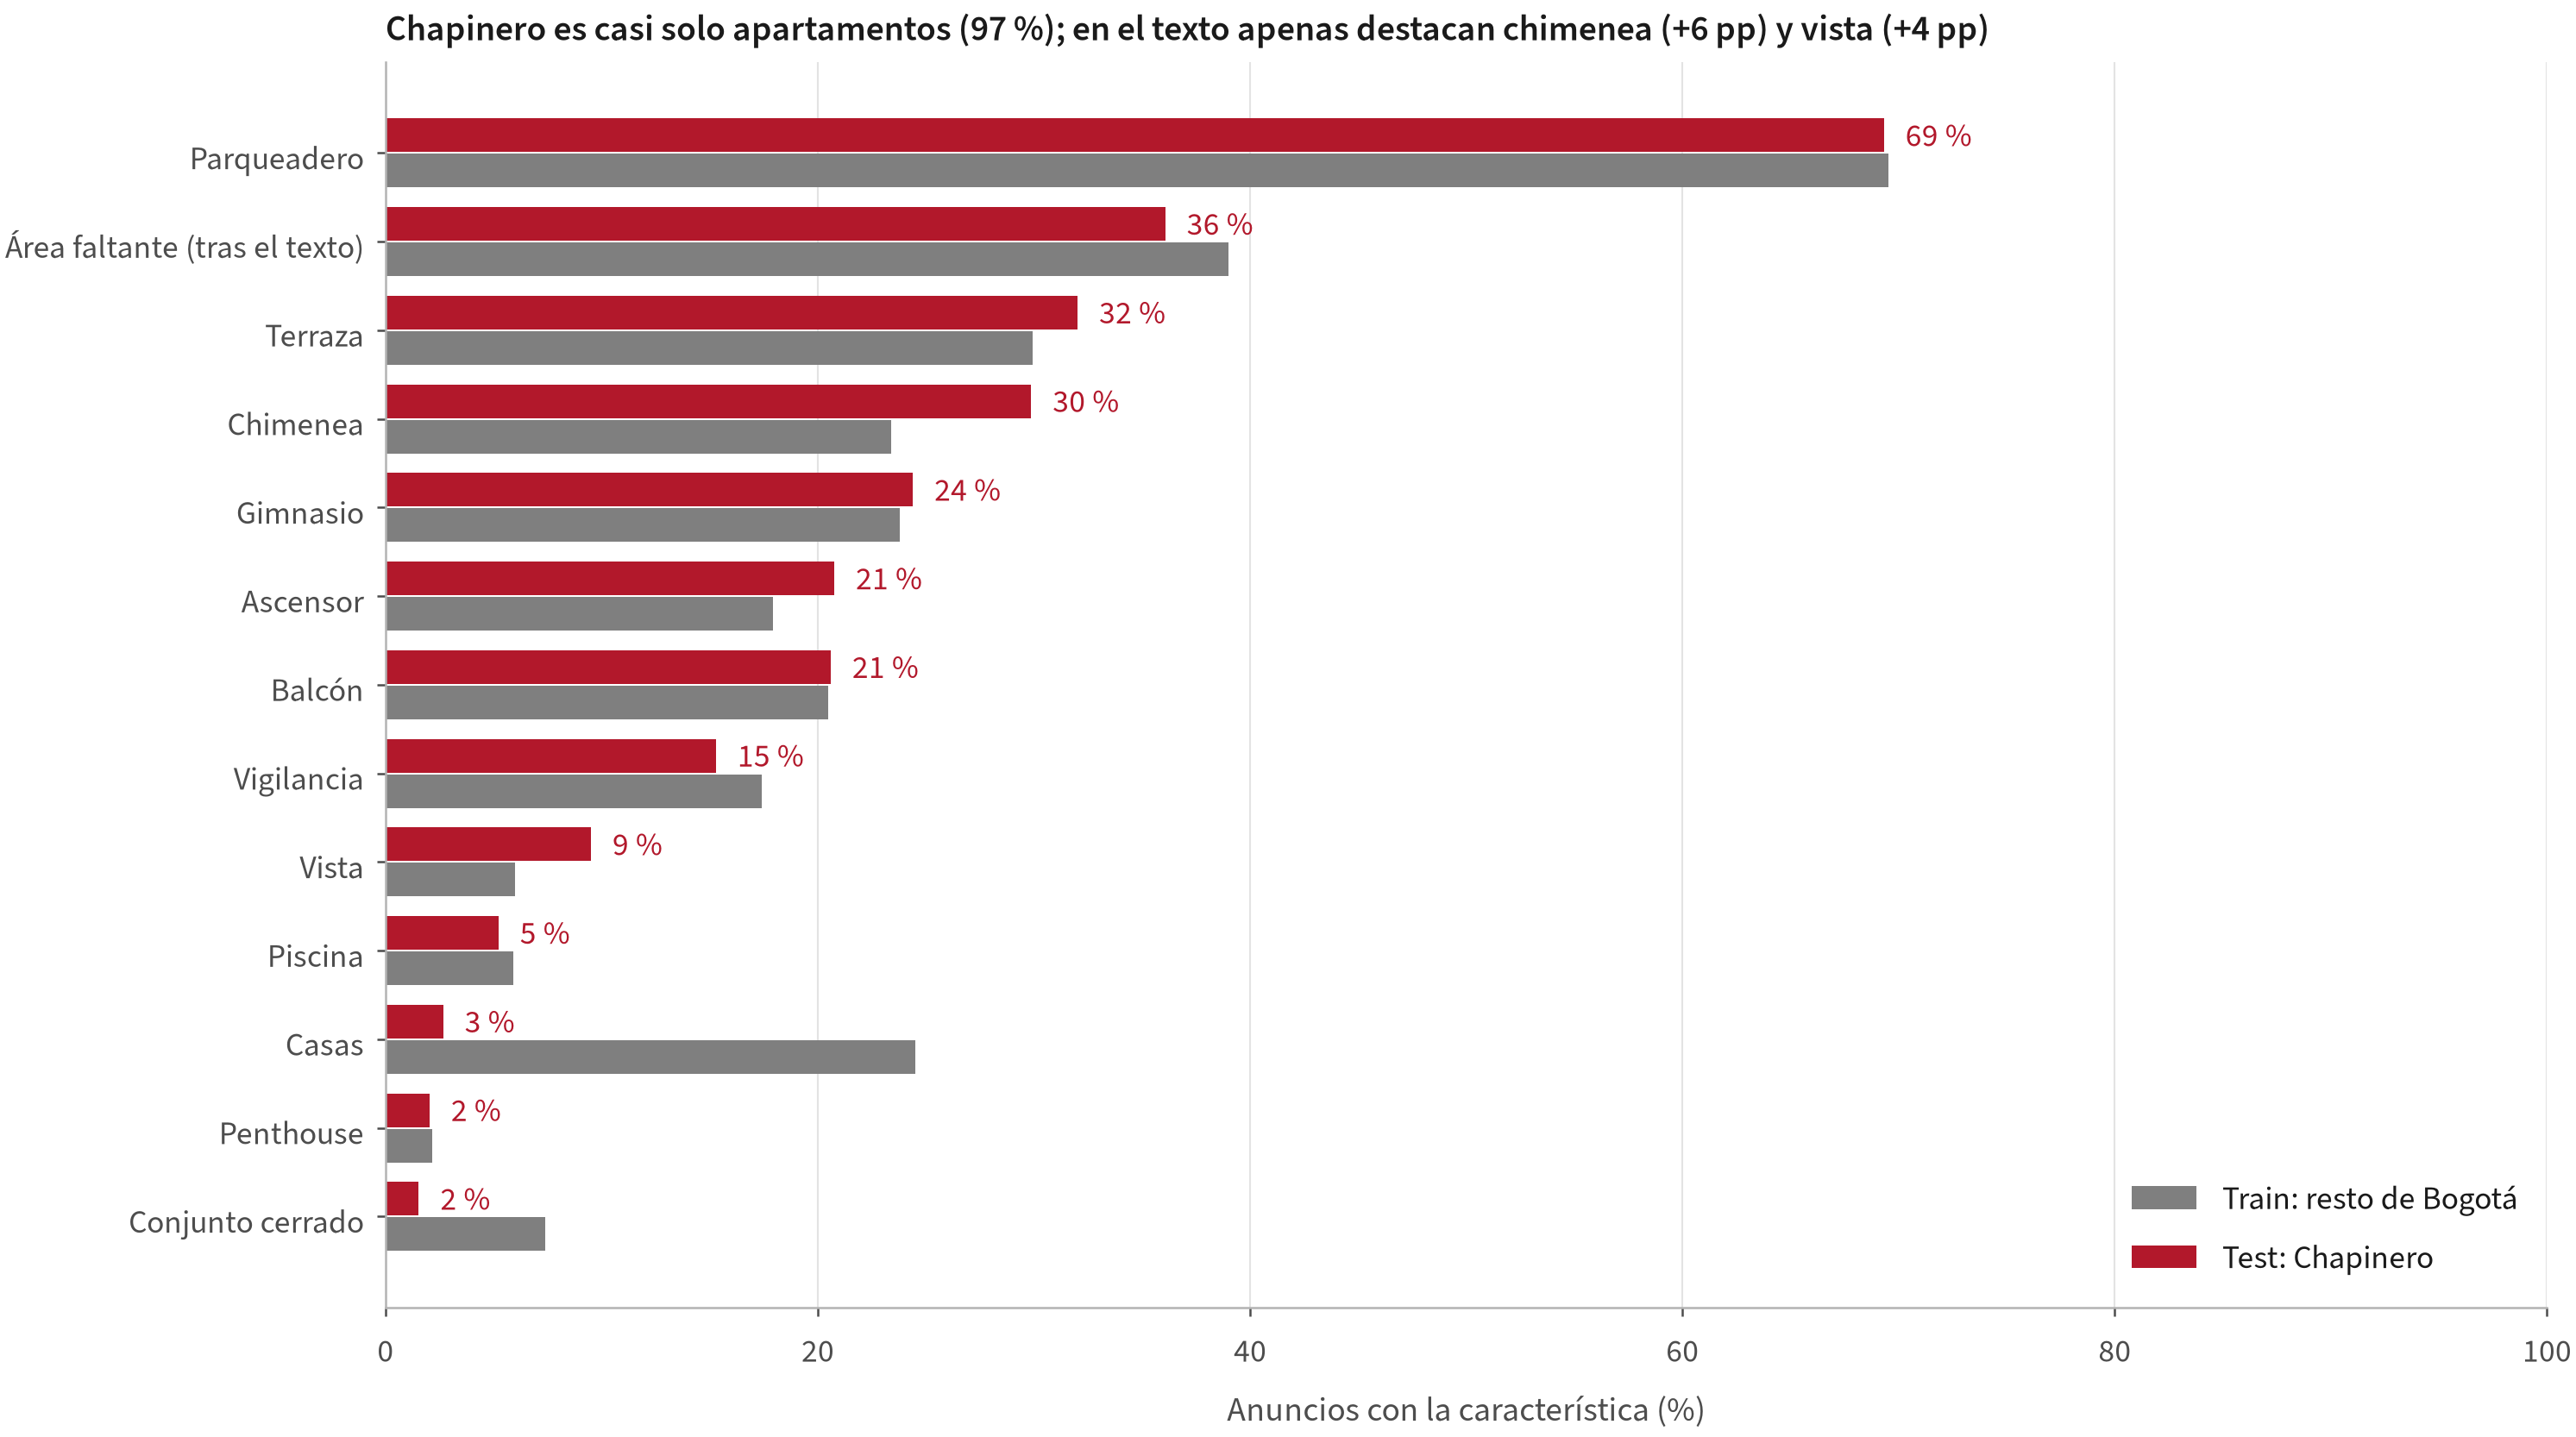 Chapinero es casi solo apartamentos (97 %); en el texto apenas destacan chimenea (+6 pp) y vista (+4 pp)
Parqueadero
69 %
Área faltante (tras el texto)
36 %
Terraza
32 %
Chimenea
30 %
Gimnasio
24 %
Ascensor
21 %
Balcón
21 %
Vigilancia
15 %
Vista
9 %
Piscina
5 %
Casas
3 %
Penthouse
2 %
Conjunto cerrado
2 %
Train: resto de Bogotá
Test: Chapinero
0 20 40 60 80 100
Anuncios con la característica (%)